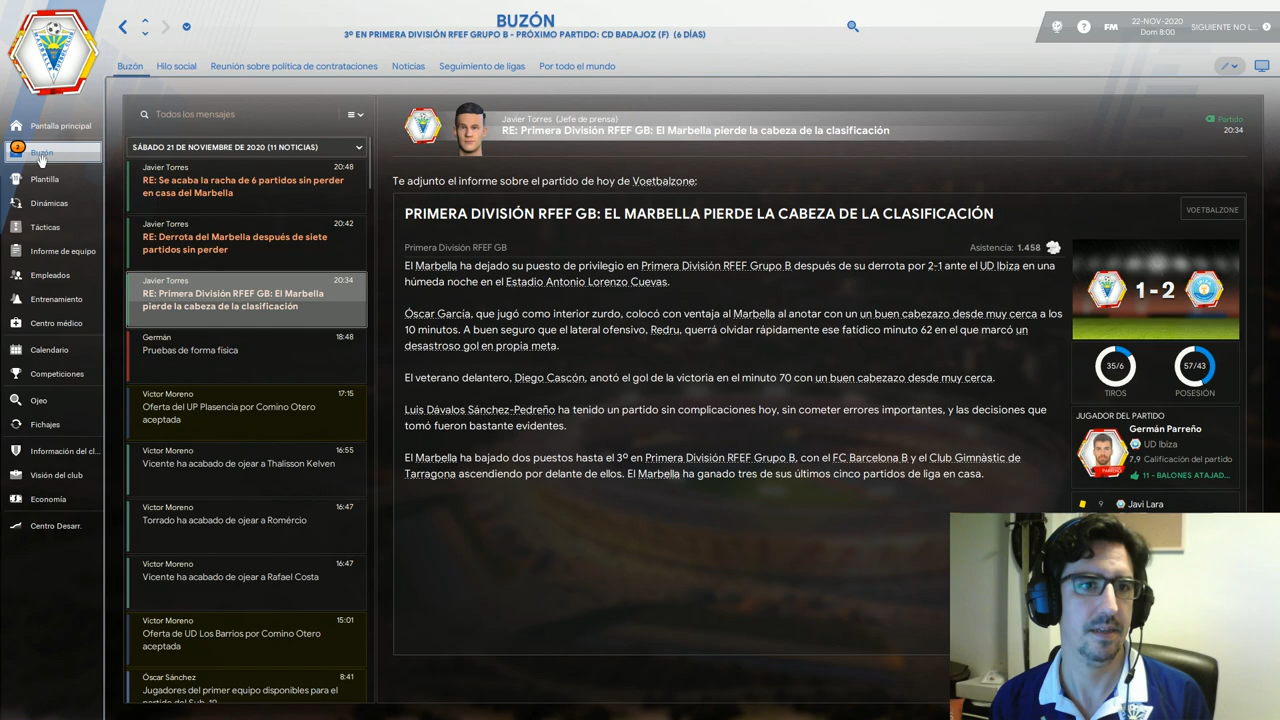 BUZÓN
3º EN PRIMERA DIVISIÓN RFEF GRUPO B - PRÓXIMO PARTIDO: CD BADAJOZ (F) (6 DÍAS)
FM
22-NOV-2020
Dom 8:00
SIGUIENTE NO L...
Buzón
Hilo social
Reunión sobre política de contrataciones
Noticias
Seguimiento de ligas
Por todo el mundo
Pantalla principal
2
Buzón
Plantilla
Dinámicas
Tácticas
Informe de equipo
Empleados
Entrenamiento
Centro médico
Calendario
Competiciones
Ojeo
Fichajes
Información del cl...
Visión del club
Economía
Centro Desarr.
Todos los mensajes
SÁBADO 21 DE NOVIEMBRE DE 2020 (11 NOTICIAS)
Javier Torres 20:48
RE: Se acaba la racha de 6 partidos sin perder
en casa del Marbella
Javier Torres 20:42
RE: Derrota del Marbella después de siete
partidos sin perder
Javier Torres 20:34
RE: Primera División RFEF GB: El Marbella
pierde la cabeza de la clasificación
Germán 18:48
Pruebas de forma física
Victor Moreno 17:15
Oferta del UP Plasencia por Comino Otero
aceptada
Victor Moreno 16:55
Vicente ha acabado de ojear a Thalisson Kelven
Victor Moreno 16:47
Torrado ha acabado de ojear a Romércio
Victor Moreno 16:47
Vicente ha acabado de ojear a Rafael Costa
Victor Moreno 15:01
Oferta de UD Los Barrios por Comino Otero
aceptada
Óscar Sánchez 8:41
Jugadores del primer equipo disponibles para el
partido del Sub-19
Javier Torres (Jefe de prensa)
RE: Primera División RFEF GB: El Marbella pierde la cabeza de la clasificación
Partido
20:34
Te adjunto el informe sobre el partido de hoy de Voetbalzone:
PRIMERA DIVISIÓN RFEF GB: EL MARBELLA PIERDE LA CABEZA DE LA CLASIFICACIÓN
VOETBALZONE
Primera División RFEF GB
Asistencia: 1.458
El Marbella ha dejado su puesto de privilegio en Primera División RFEF Grupo B después de su derrota por 2-1 ante el UD Ibiza en una
húmeda noche en el Estadio Antonio Lorenzo Cuevas.
Óscar García, que jugó como interior zurdo, colocó con ventaja al Marbella al anotar con un un buen cabezazo desde muy cerca a los
10 minutos. A buen seguro que el lateral ofensivo, Redru, querrá olvidar rápidamente ese fatídico minuto 62 en el que marcó un
desastroso gol en propia meta.
El veterano delantero, Diego Cascón, anotó el gol de la victoria en el minuto 70 con un buen cabezazo desde muy cerca.
Luis Dávalos Sánchez-Pedreño ha tenido un partido sin complicaciones hoy, sin cometer errores importantes, y las decisiones que
tomó fueron bastante evidentes.
El Marbella ha bajado dos puestos hasta el 3º en Primera División RFEF Grupo B, con el FC Barcelona B y el Club Gimnàstic de
Tarragona ascendiendo por delante de ellos. El Marbella ha ganado tres de sus últimos cinco partidos de liga en casa.
1 - 2
35/6
57/43
TIROS
POSESIÓN
JUGADOR DEL PARTIDO
Germán Parreño
UD Ibiza
7,9 Calificación del partido
11 - BALONES ATAJAD...
PARREÑO
9 Javi Lara